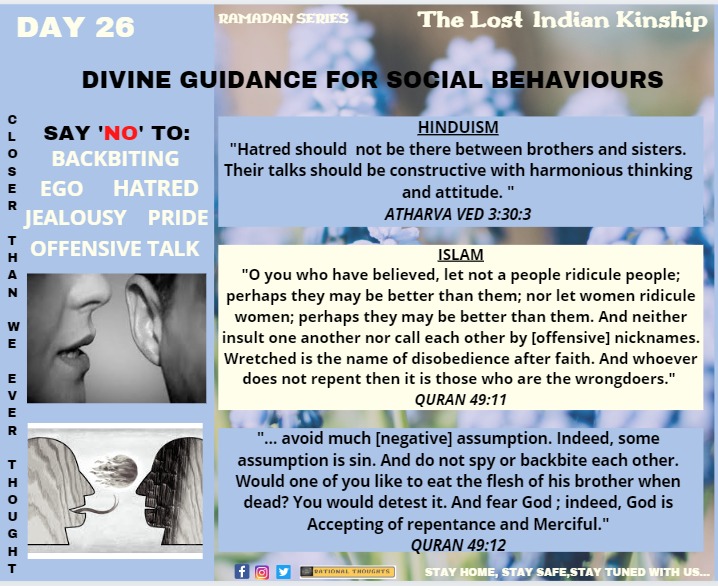 DAY 26
RAMADAN SERIES
The Lost Indian Kinship
DIVINE GUIDANCE FOR SOCIAL BEHAVIOURS
CLOSER THAN WE EVER THOUGHT
SAY 'NO' TO:
BACKBITING
EGO HATRED
JEALOUSY PRIDE
OFFENSIVE TALK
HINDUISM
"Hatred should not be there between brothers and sisters.
Their talks should be constructive with harmonious thinking
and attitude. "
ATHARVA VED 3:30:3
ISLAM
"O you who have believed, let not a people ridicule people;
perhaps they may be better than them; nor let women ridicule
women; perhaps they may be better than them. And neither
insult one another nor call each other by [offensive] nicknames.
Wretched is the name of disobedience after faith. And whoever
does not repent then it is those who are the wrongdoers."
QURAN 49:11
"... avoid much [negative] assumption. Indeed, some
assumption is sin. And do not spy or backbite each other.
Would one of you like to eat the flesh of his brother when
dead? You would detest it. And fear God ; indeed, God is
Accepting of repentance and Merciful."
QURAN 49:12
RATIONAL THOUGHTS
STAY HOME, STAY SAFE,STAY TUNED WITH US...